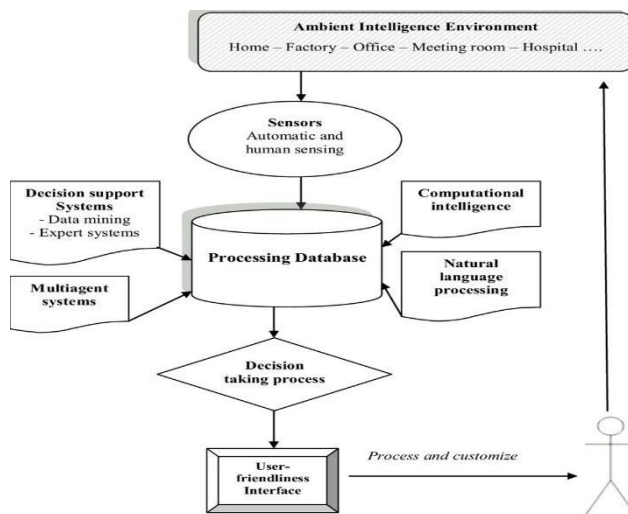 Ambient Intelligence Environment
Home – Factory – Office – Meeting room – Hospital ….
Sensors
Automatic and
human sensing
Decision support
Systems
- Data mining
- Expert systems
Computational
intelligence
Processing Database
Multiagent
systems
Natural
language
processing
Decision
taking process
User-
friendliness
Interface
Process and customize